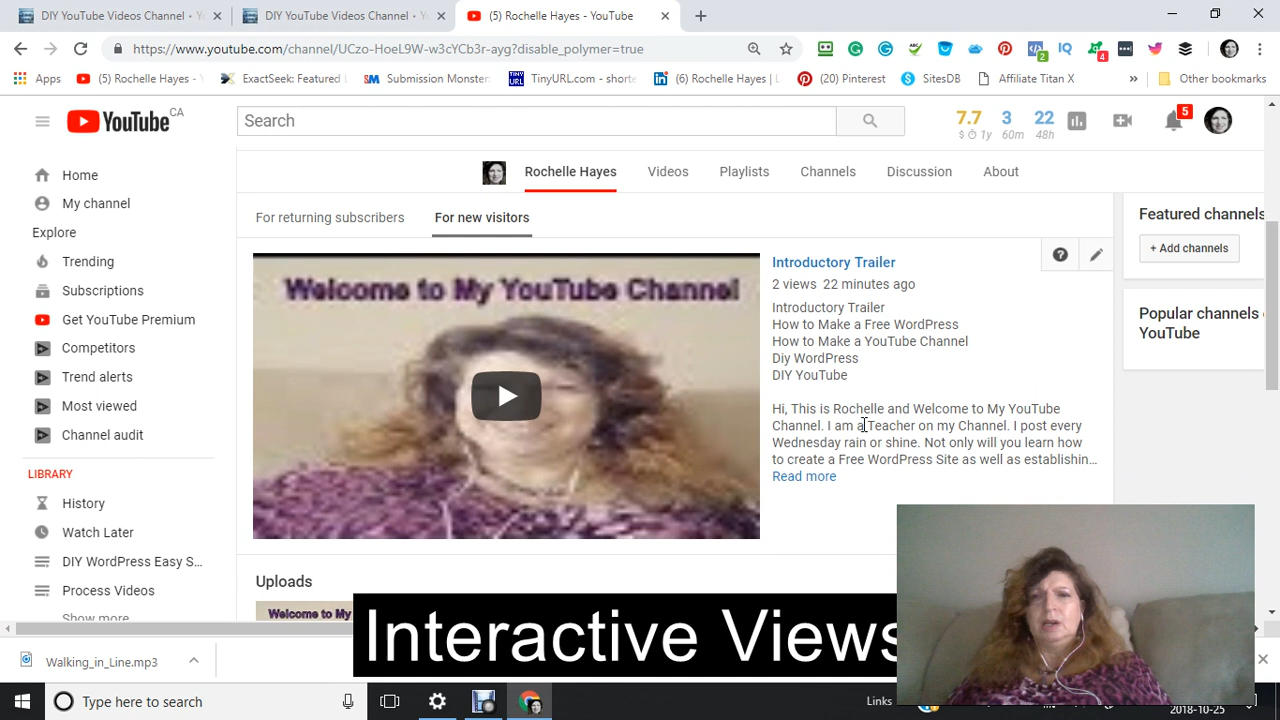 DIY YouTube Videos Channel ×
DIY YouTube Videos Channel ×
(5) Rochelle Hayes - YouTube ×
https://www.youtube.com/channel/UCzo-HoeL9W-w3cYCb3r-ayg?disable_polymer=true
Apps
(5) Rochelle Hayes -
ExactSeek: Featured
Submission Monster
TinyURL.com - shorte
(6) Rochelle Hayes |
(20) Pinterest
SitesDB
Affiliate Titan X
»
Other bookmarks
YouTube CA
Search
7.7
$ 1y
3
60m
22
48h
5
Home
My channel
Explore
Trending
Subscriptions
Get YouTube Premium
Competitors
Trend alerts
Most viewed
Channel audit
LIBRARY
History
Watch Later
DIY WordPress Easy S...
Process Videos
Show more
Rochelle Hayes
Videos
Playlists
Channels
Discussion
About
For returning subscribers
For new visitors
Welcome to My YouTube Channel
Introductory Trailer
2 views 22 minutes ago
Introductory Trailer
How to Make a Free WordPress
How to Make a YouTube Channel
Diy WordPress
DIY YouTube
Hi, This is Rochelle and Welcome to My YouTube
Channel. I am a Teacher on my Channel. I post every
Wednesday rain or shine. Not only will you learn how
to create a Free WordPress Site as well as establishin...
Read more
Featured channels
+ Add channels
Popular channels
YouTube
Uploads
Welcome to My
Interactive Views
Walking_in_Line.mp3
Type here to search
Links
2018-10-25